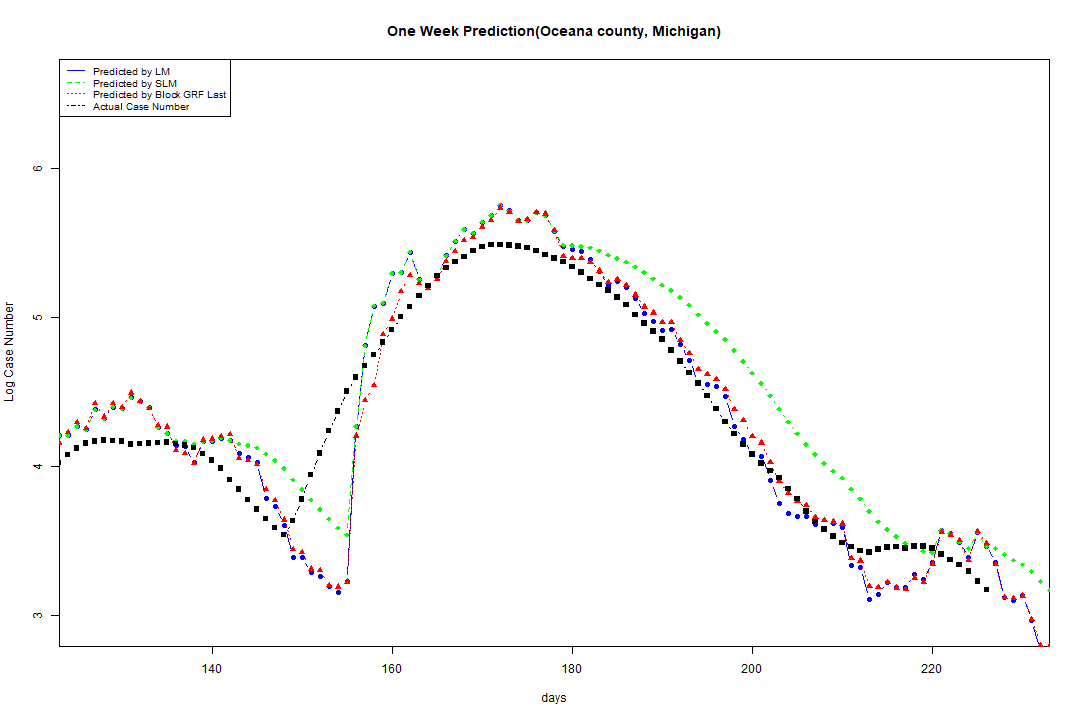 One Week Prediction(Oceana county, Michigan)
Predicted by LM
Predicted by SLM
Predicted by Block GRF Last
Actual Case Number
6
5
4
3
Log Case Number
140 160 180 200 220
days